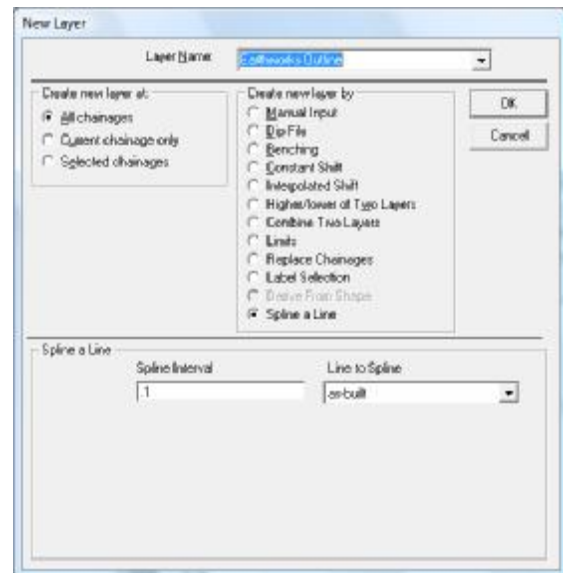 New Layer
Layer Name:
Earthworks Outline
Create new layer at:
All chainages
Current chainage only
Selected chainages
Create new layer by
Manual Input
Dip File
Benching
Constant Shift
Interpolated Shift
Higher/lower of Two Layers
Combine Two Layers
Limits
Replace Chainages
Label Selection
Derive From Shape
Spline a Line
OK
Cancel
Spline a Line
Spline Interval
.1
Line to Spline
as-built